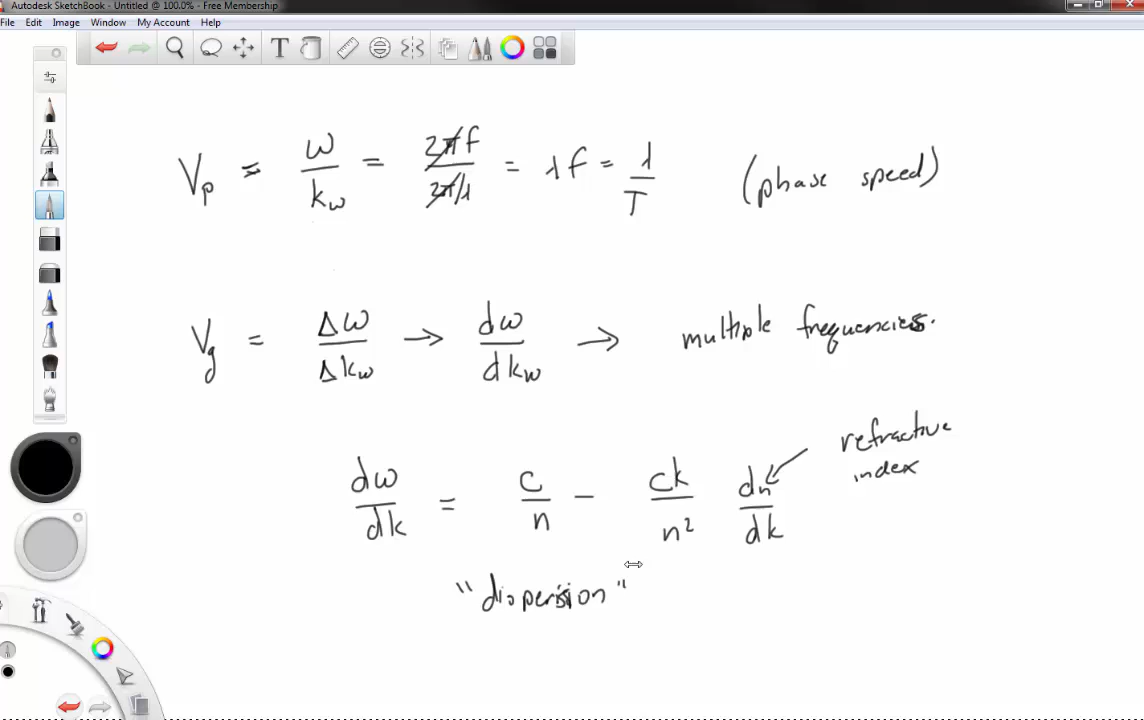 Autodesk SketchBook - Untitled @ 100.0% - Free Membership
File Edit Image Window My Account Help
T
Vp = ω/kω = 2πf/2π/λ = λf = λ/T (phase speed)
Vg = Δω/Δkω → dω/dkω → multiple frequencies.
refractive
index
dω/dk = c/n - ck/n² dn/dk
"dispersion"